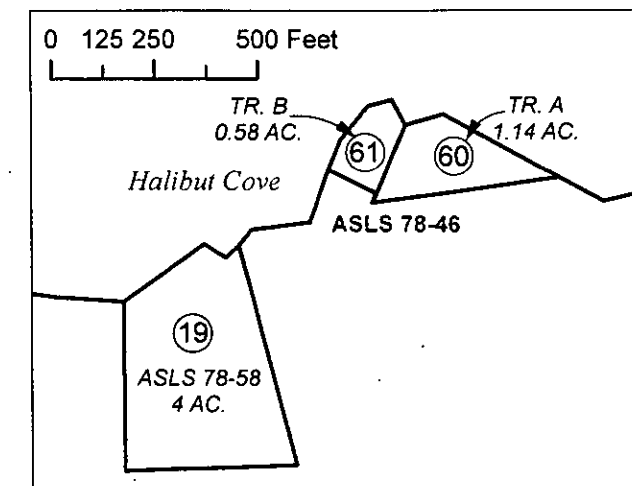 0 125 250 500 Feet
TR. B
0.58 AC.
TR. A
1.14 AC.
61
60
Halibut Cove
ASLS 78-46
19
ASLS 78-58
4 AC.